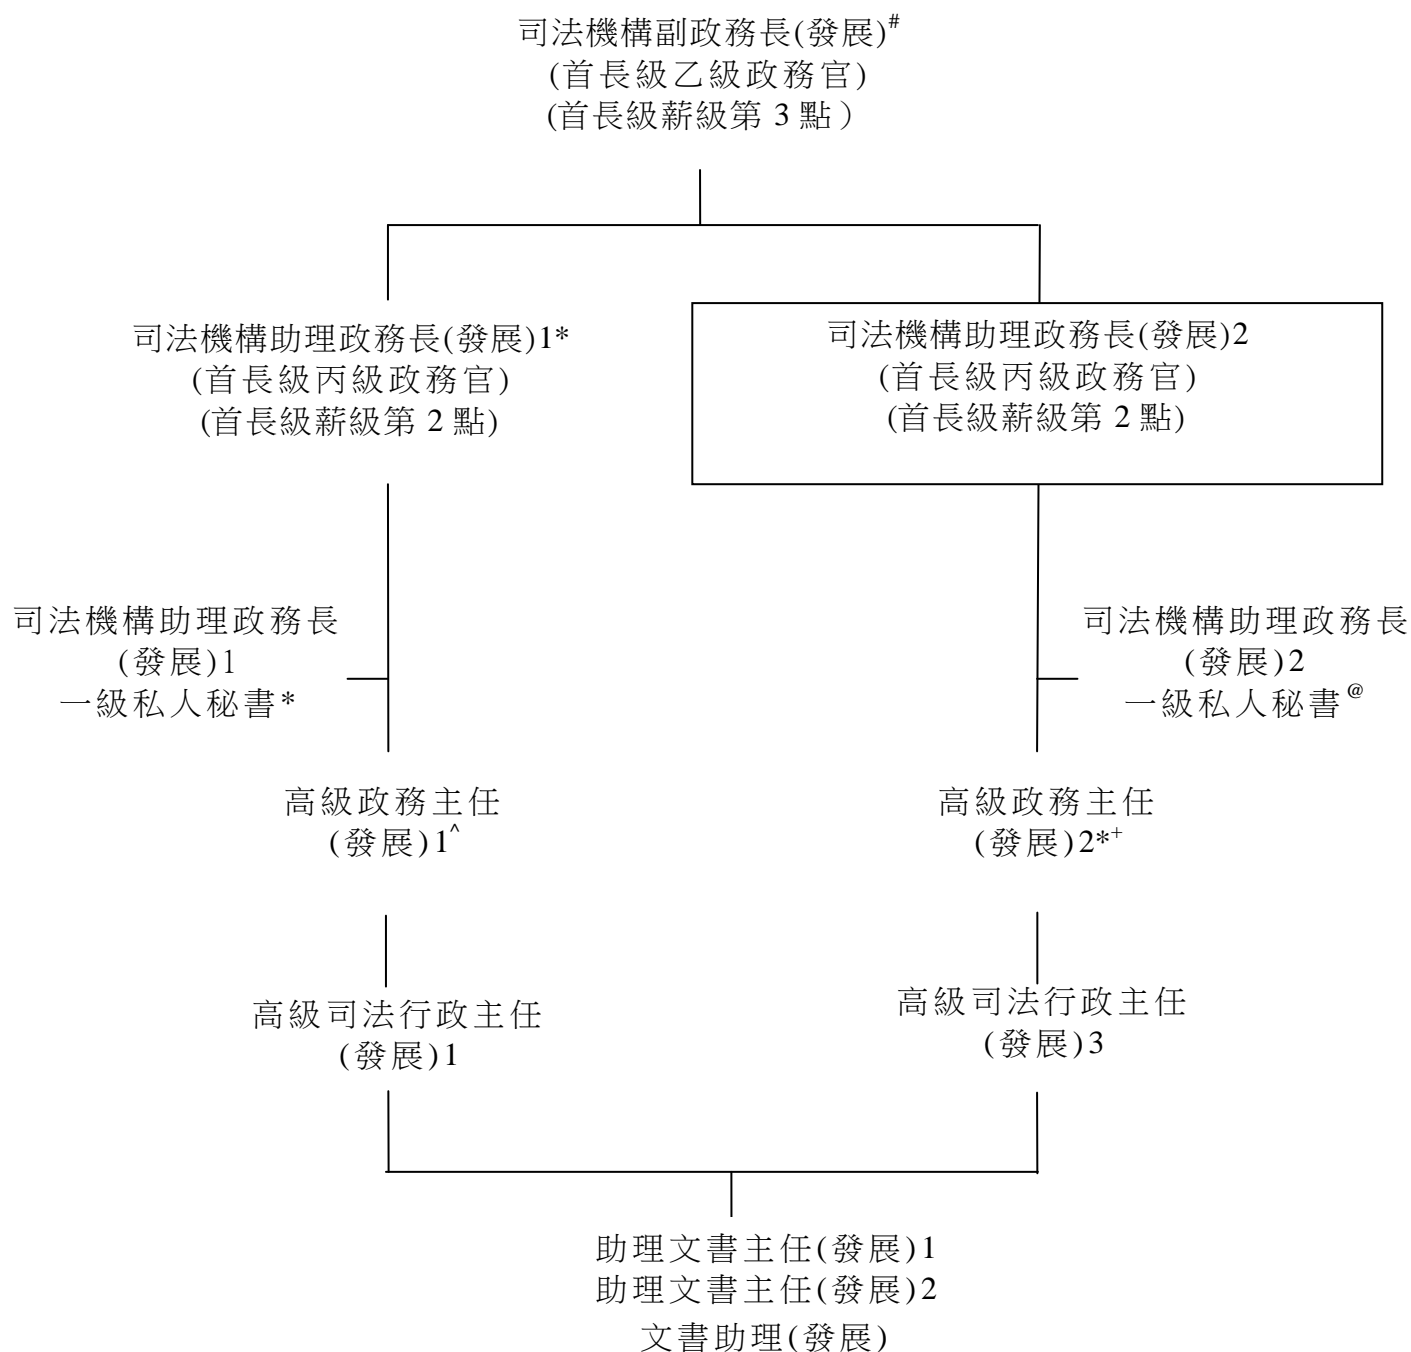 司法機構副政務長(發展)#
(首長級乙級政務官)
(首長級薪級第 3 點)
司法機構助理政務長(發展)1*
(首長級丙級政務官)
(首長級薪級第 2 點)
司法機構助理政務長(發展)2
(首長級丙級政務官)
(首長級薪級第 2 點)
司法機構助理政務長
(發展)1
一級私人秘書*
司法機構助理政務長
(發展)2
一級私人秘書@
高級政務主任
(發展)1^
高級政務主任
(發展)2*+
高級司法行政主任
(發展)1
高級司法行政主任
(發展)3
助理文書主任(發展)1
助理文書主任(發展)2
文書助理(發展)